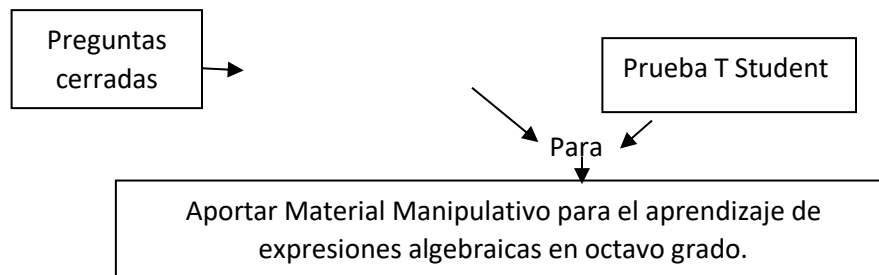 Preguntas
cerradas
Prueba T Student
Para
Aportar Material Manipulativo para el aprendizaje de
expresiones algebraicas en octavo grado.